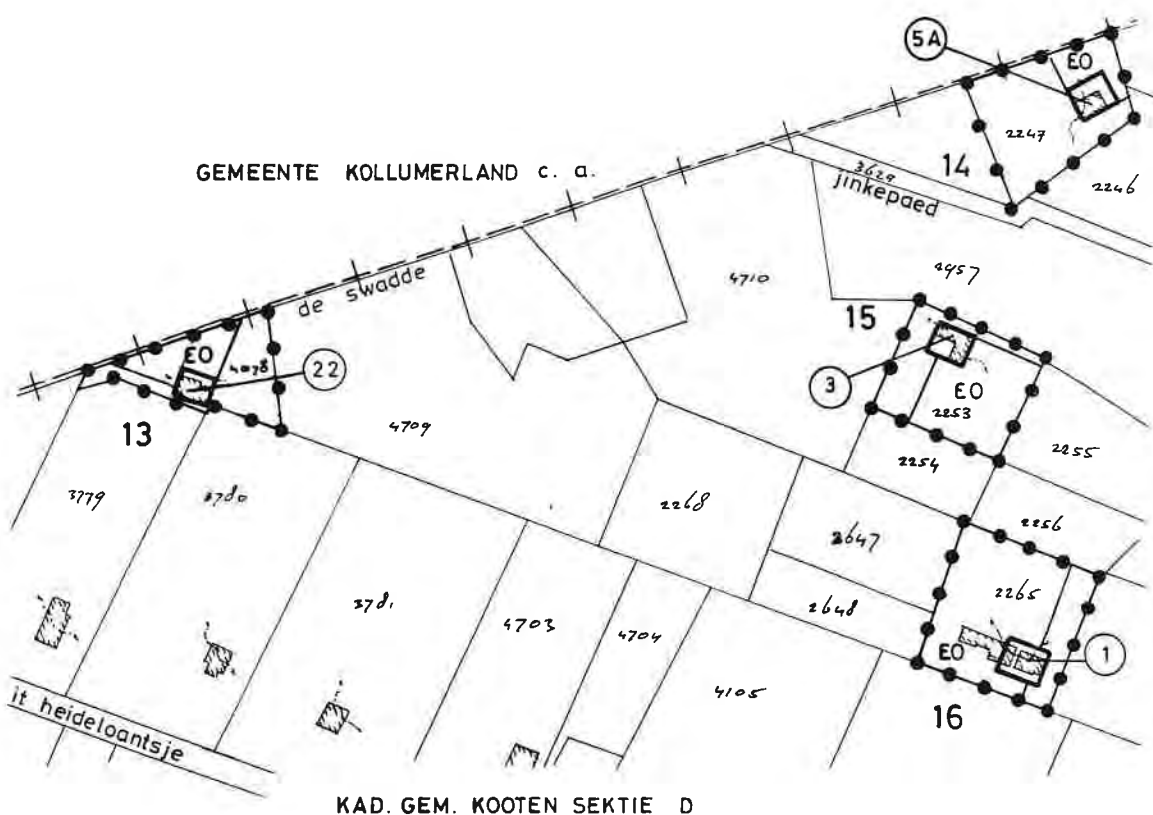 5A
EO
2247
14
3629
jinkepaed
2246
GEMEENTE KOLLUMERLAND c. a.
de swadde
4710
2957
15
EO
4078
22
3
EO
2253
13
4709
2254
2255
3779
3780
2268
2647
2256
3781
2648
2265
4703
4704
EO
1
4105
16
it heideloantsje
KAD. GEM. KOOTEN SEKTIE D